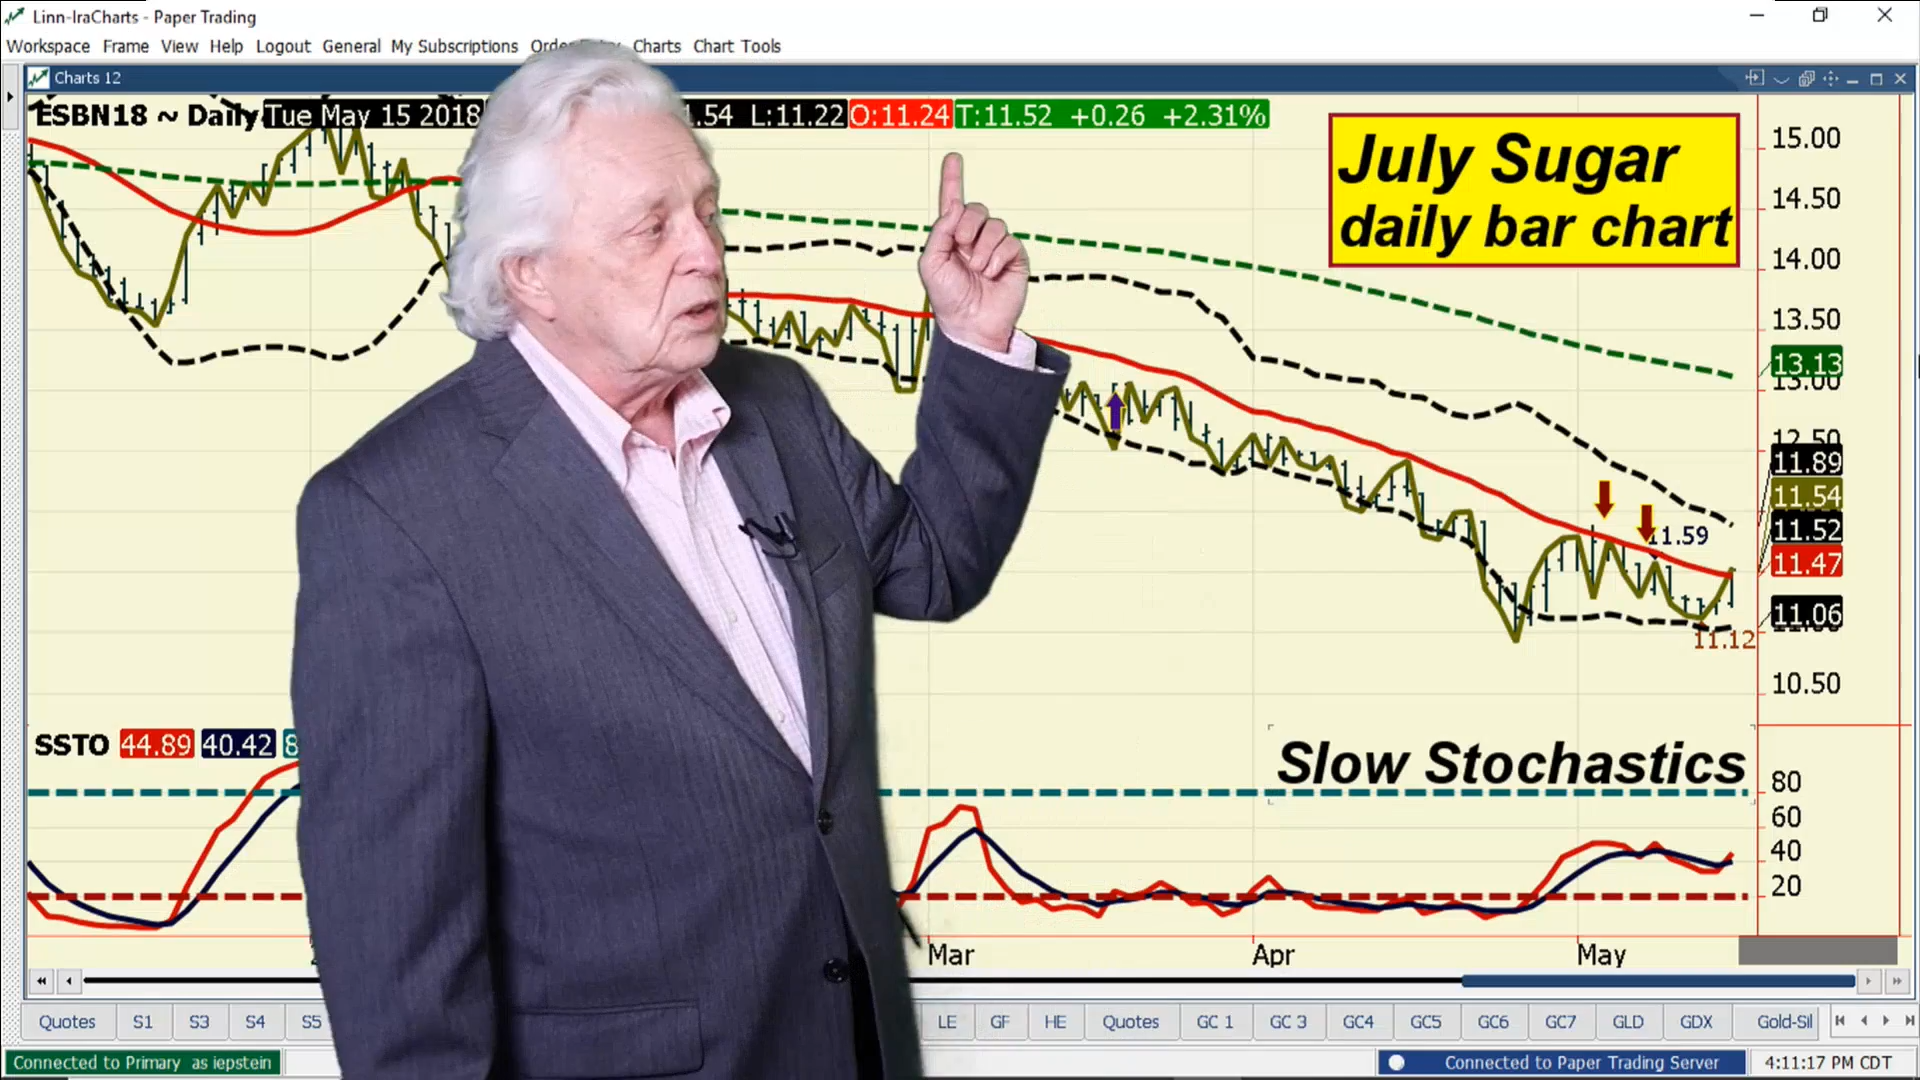 Linn-IraCharts - Paper Trading
Workspace Frame View Help Logout General My Subscriptions Charts Chart Tools
Charts 12
ESBN18 ~ Daily Tue May 15 2018 L:11.22 O:11.24 T:11.52 +0.26 +2.31%
July Sugar
daily bar chart
15.00
14.50
14.00
13.50
13.13
13.00
12.50
11.89
11.54
11.52
11.47
11.06
11.59
11.12
10.50
SSTO 44.89 40.42
Slow Stochastics
80
60
40
20
Mar Apr May
Quotes S1 S3 S4 S5 LE GF HE Quotes GC 1 GC 3 GC4 GC5 GC6 GC7 GLD GDX Gold-Sil
Connected to Primary as iepstein Connected to Paper Trading Server 4:11:17 PM CDT